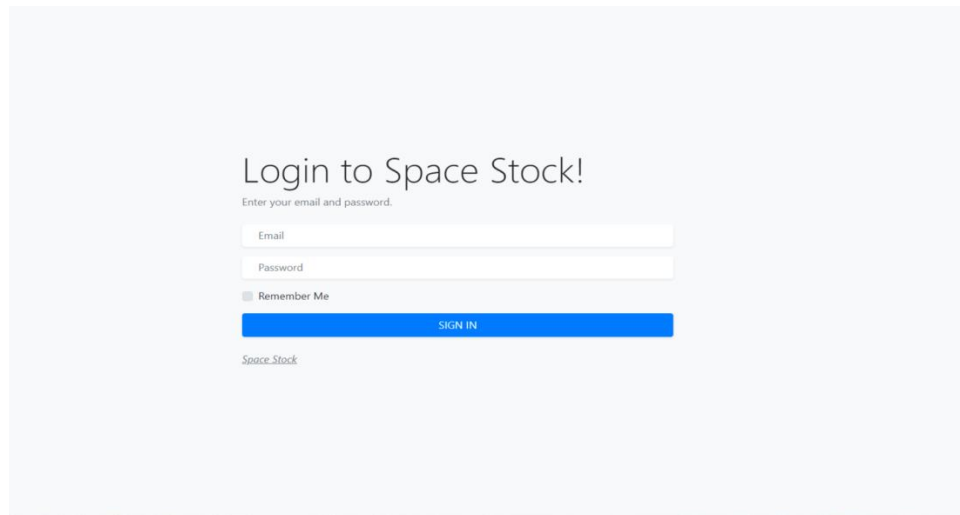 Login to Space Stock!
Enter your email and password.
Email
Password
Remember Me
SIGN IN
Space Stock